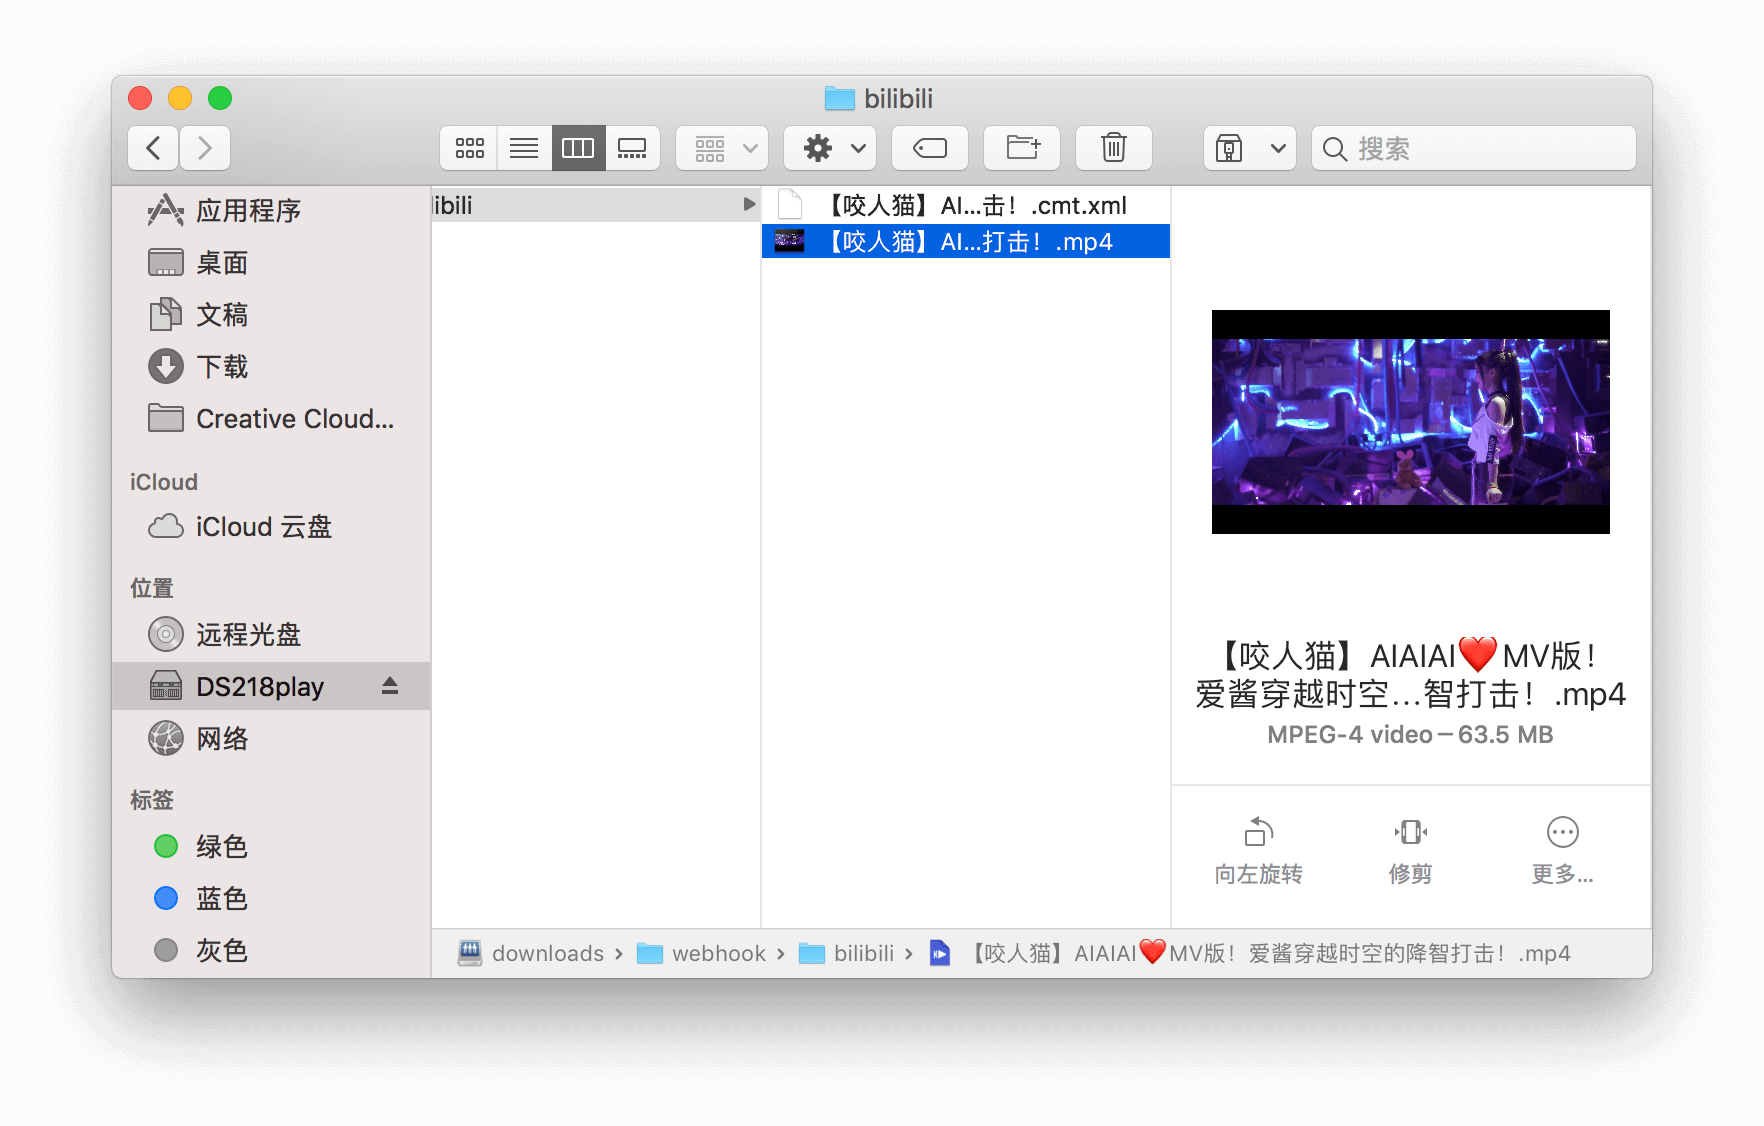 bilibili
搜索
应用程序
桌面
文稿
下载
Creative Cloud...
iCloud
iCloud 云盘
位置
远程光盘
DS218play
网络
标签
绿色
蓝色
灰色
libili
【咬人猫】AI...击！.cmt.xml
【咬人猫】AI...打击！.mp4
【咬人猫】AIAIAI❤️MV版！
爱酱穿越时空...智打击！.mp4
MPEG-4 video – 63.5 MB
向左旋转
修剪
更多...
downloads › webhook › bilibili › 【咬人猫】AIAIAI❤️MV版！爱酱穿越时空的降智打击！.mp4